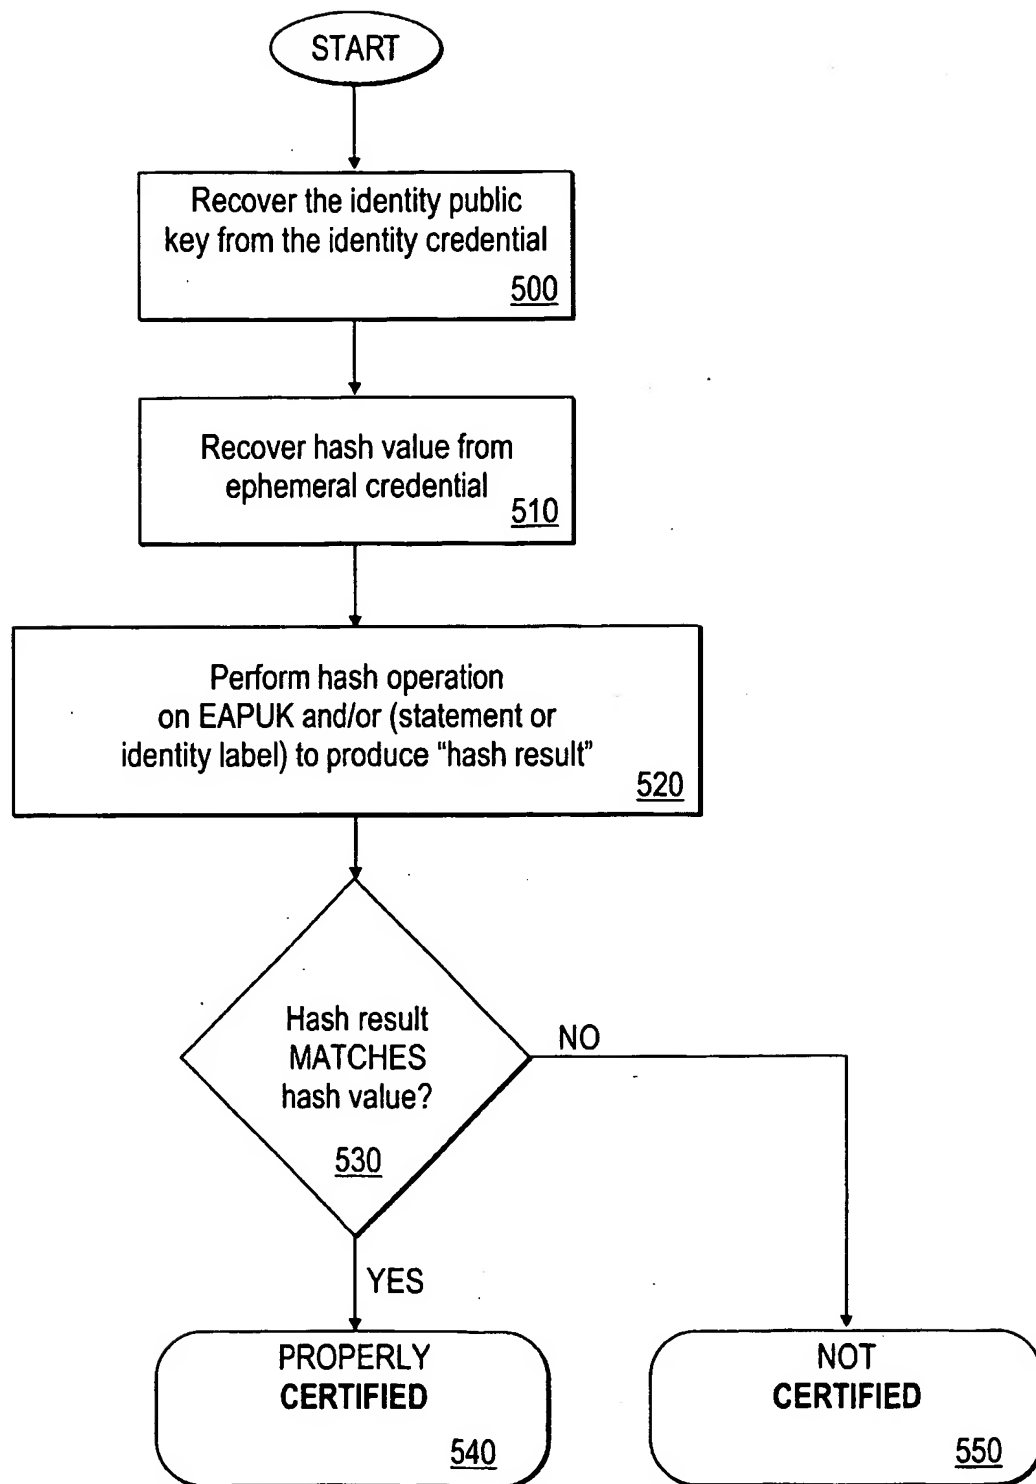 START
Recover the identity public
key from the identity credential
500
Recover hash value from
ephemeral credential
510
Perform hash operation
on EAPUK and/or (statement or
identity label) to produce “hash result”
520
Hash result
MATCHES
hash value?
530
NO
YES
PROPERLY
CERTIFIED
540
NOT
CERTIFIED
550